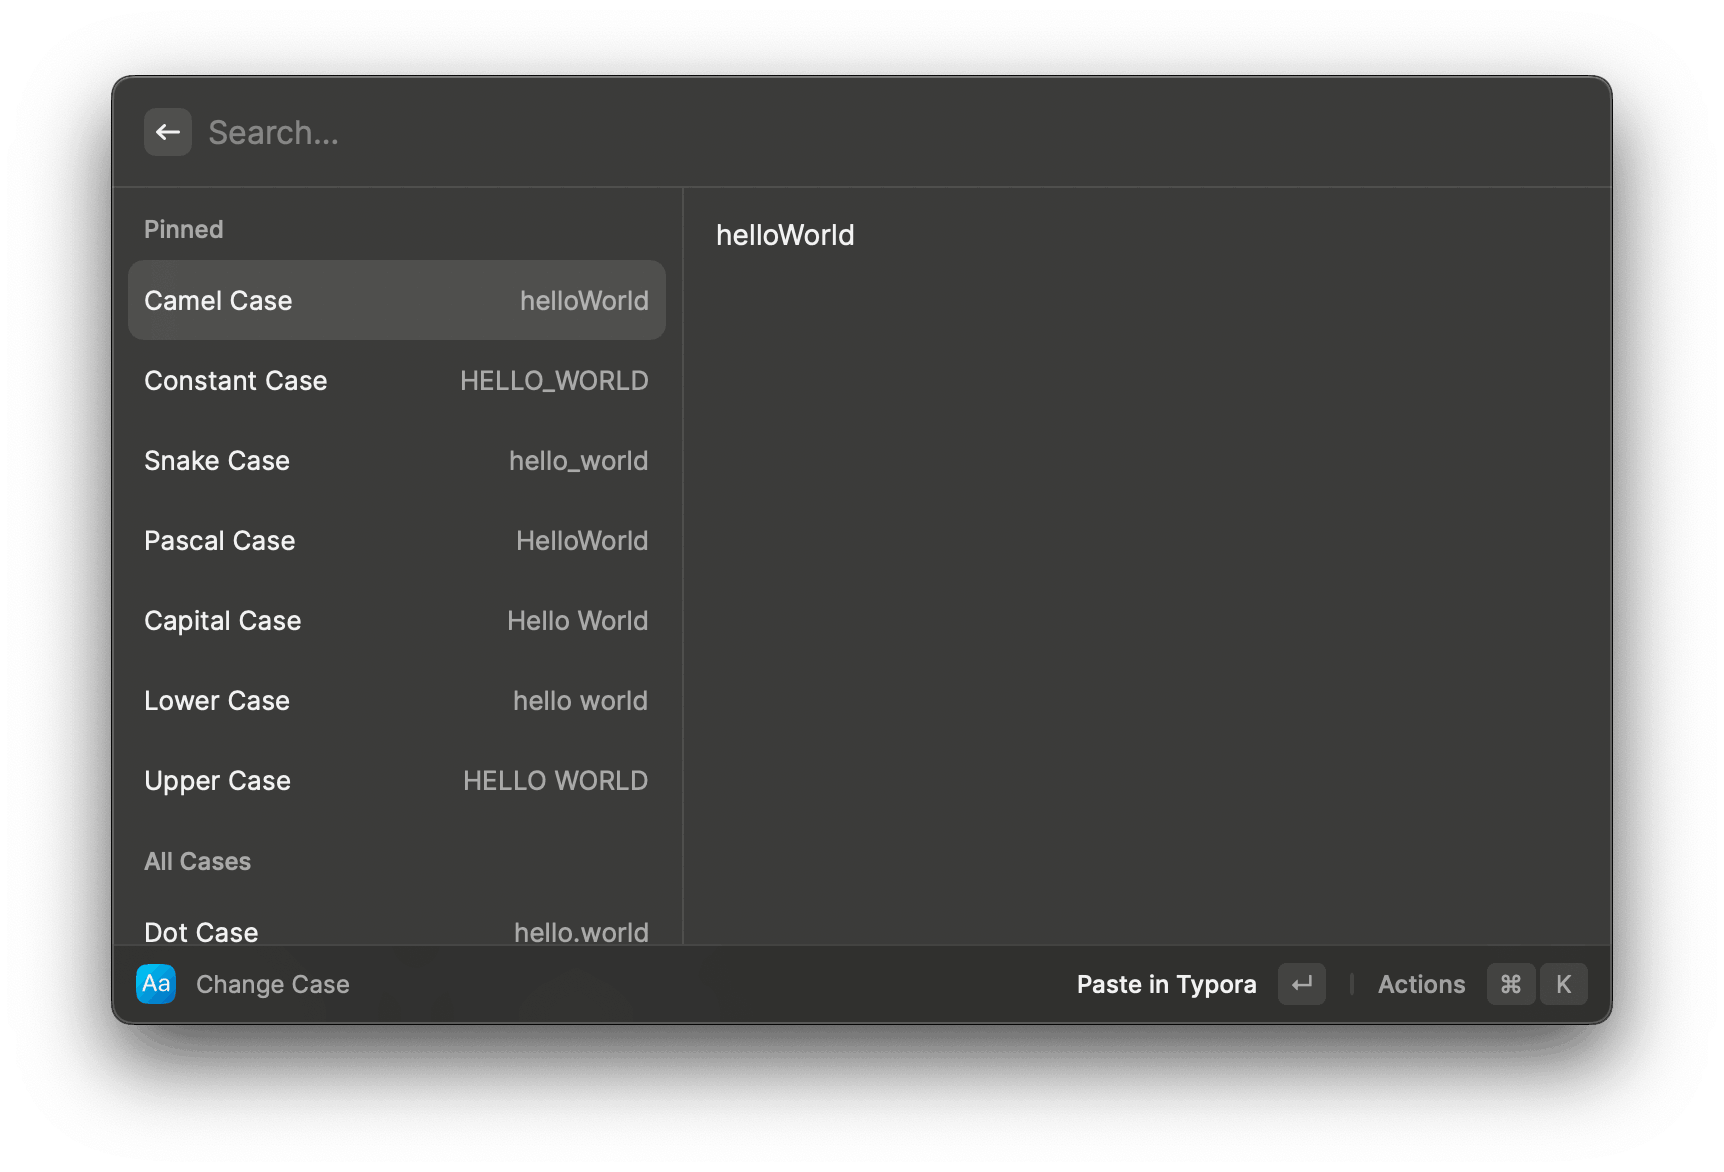 Search...
Pinned
Camel Case helloWorld
Constant Case HELLO_WORLD
Snake Case hello_world
Pascal Case HelloWorld
Capital Case Hello World
Lower Case hello world
Upper Case HELLO WORLD
All Cases
Dot Case hello.world
helloWorld
Aa Change Case
Paste in Typora ↵ | Actions ⌘ K